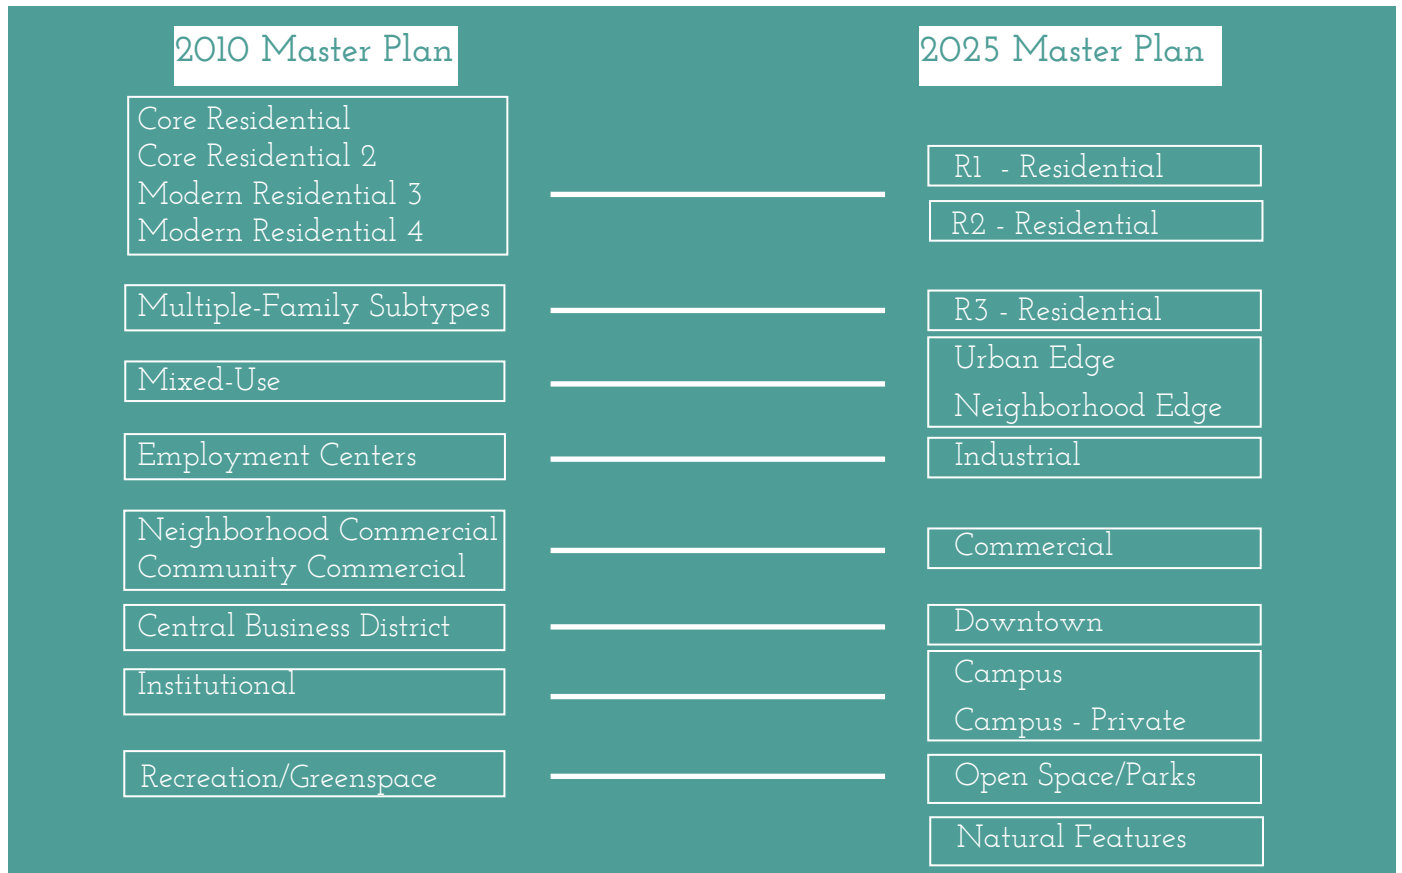 2010 Master Plan
2025 Master Plan
Core Residential
Core Residential 2
Modern Residential 3
Modern Residential 4
R1 - Residential
R2 - Residential
Multiple-Family Subtypes
R3 - Residential
Mixed-Use
Urban Edge
Neighborhood Edge
Employment Centers
Industrial
Neighborhood Commercial
Community Commercial
Commercial
Central Business District
Downtown
Institutional
Campus
Campus - Private
Recreation/Greenspace
Open Space/Parks
Natural Features